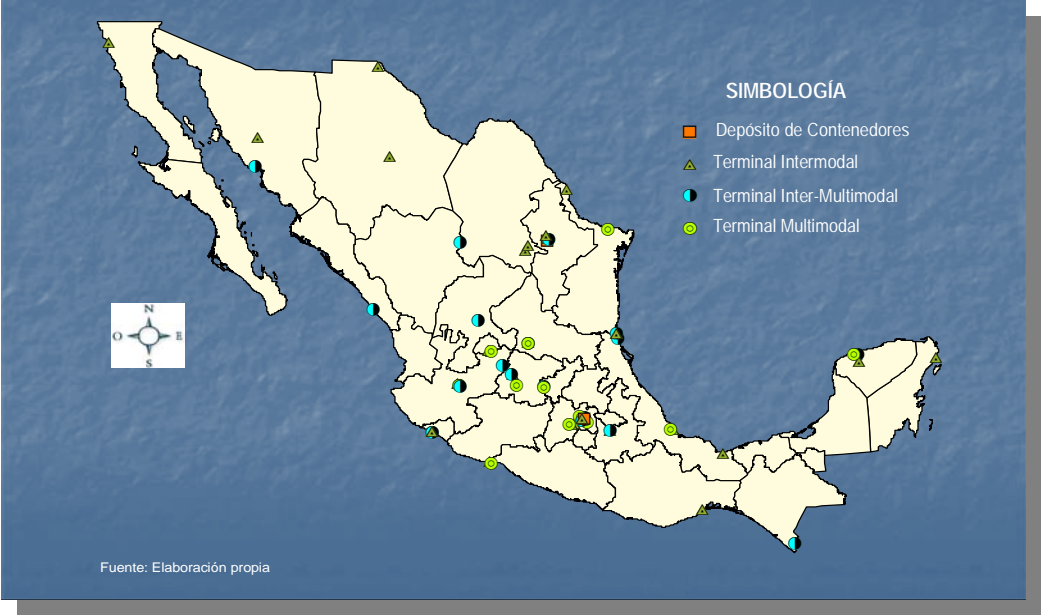 SIMBOLOGÍA
Depósito de Contenedores
Terminal Intermodal
Terminal Inter-Multimodal
Terminal Multimodal
N
O E
S
Fuente: Elaboración propia